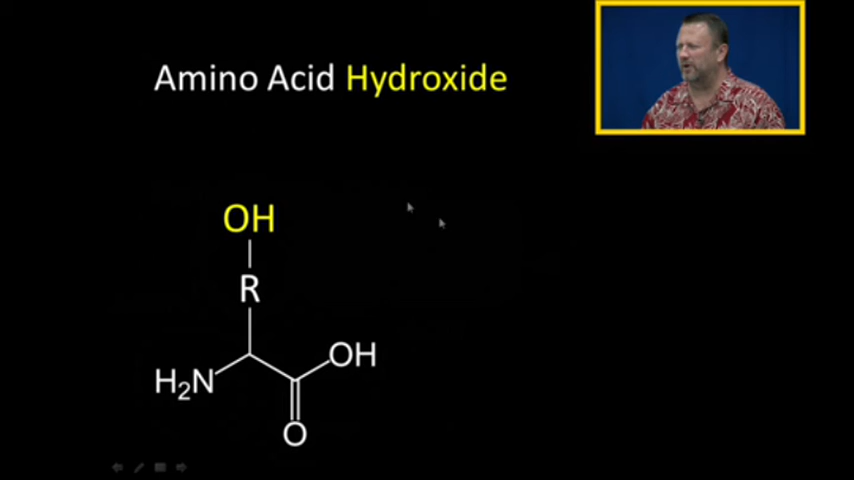 Amino Acid Hydroxide
OH
R
H₂N
OH
O